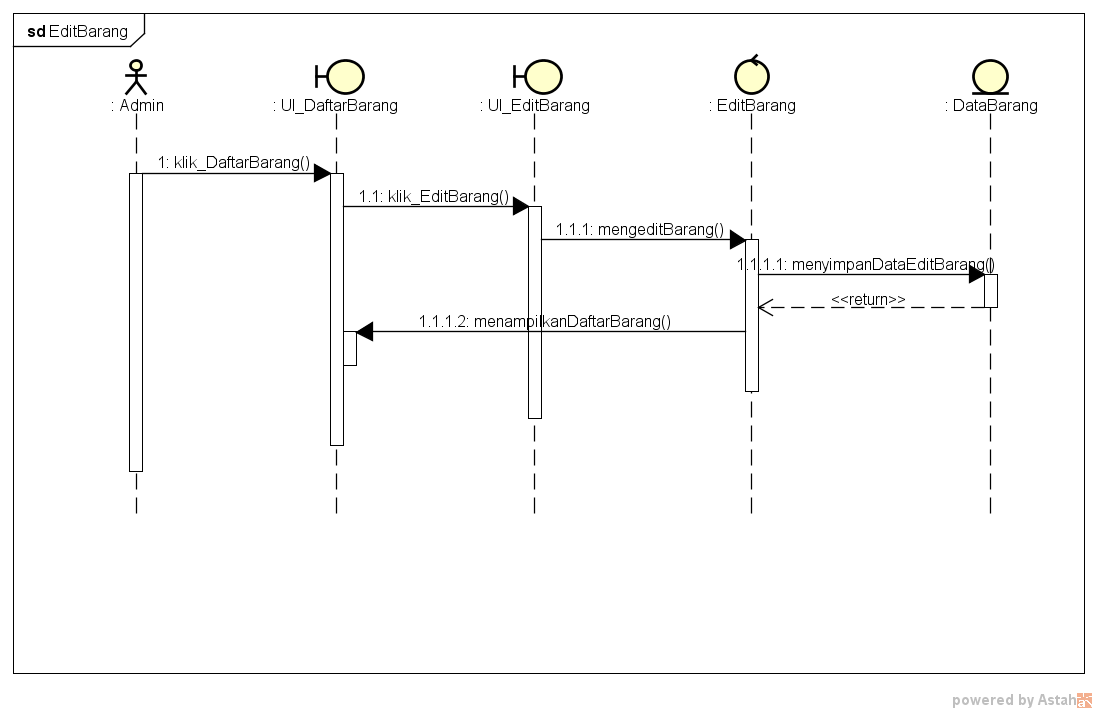 sd EditBarang
: Admin
: UI_DaftarBarang
: UI_EditBarang
: EditBarang
: DataBarang
1: klik_DaftarBarang()
1.1: klik_EditBarang()
1.1.1: mengeditBarang()
1.1.1.1: menyimpanDataEditBarang()
<<return>>
1.1.1.2: menampilkanDaftarBarang()
powered by Astah